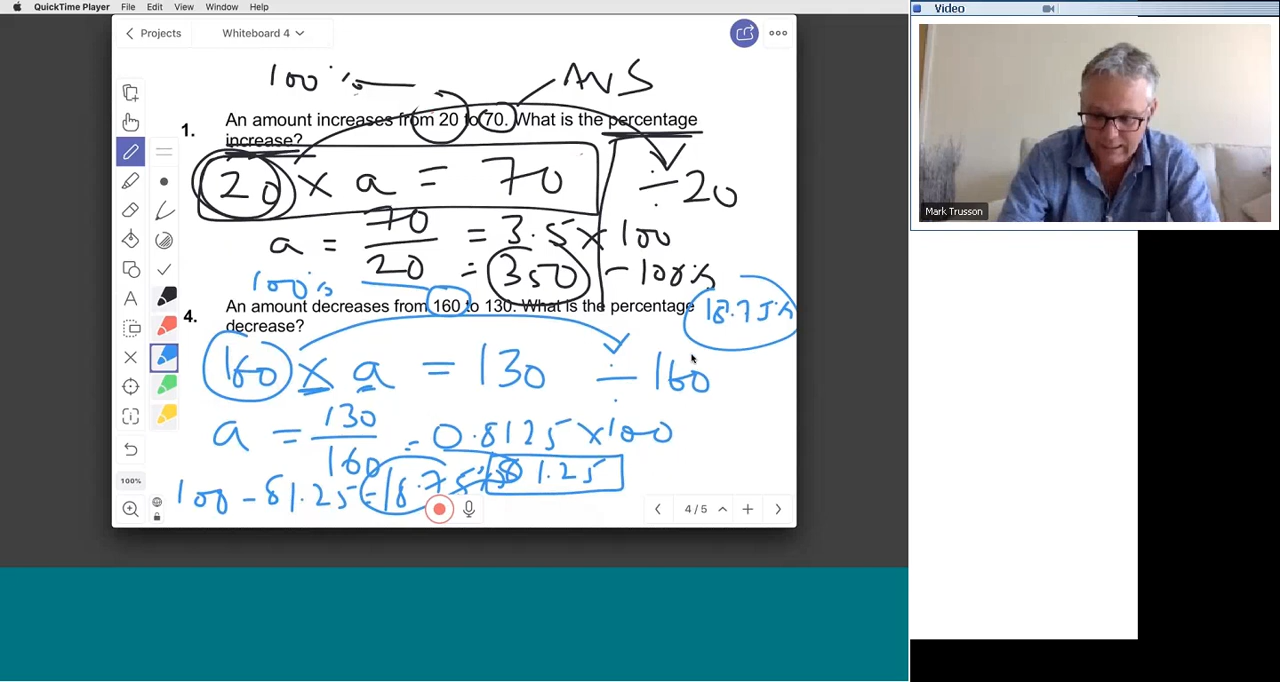 QuickTime Player File Edit View Window Help
Video
Projects
Whiteboard 4
100% ANS
1. An amount increases from 20 to 70. What is the percentage
increase?
20 x a = 70 ÷ 20
a = 70/20 = 3.5 x 100
= 350 - 100%
100%
4. An amount decreases from 160 to 130. What is the percentage
decrease?
18.75%
160 x a = 130 ÷ 160
a = 130/160 = 0.8125 x 100
81.25
100 - 81.25 = 18.75%
A
100%
4/5
Mark Trusson